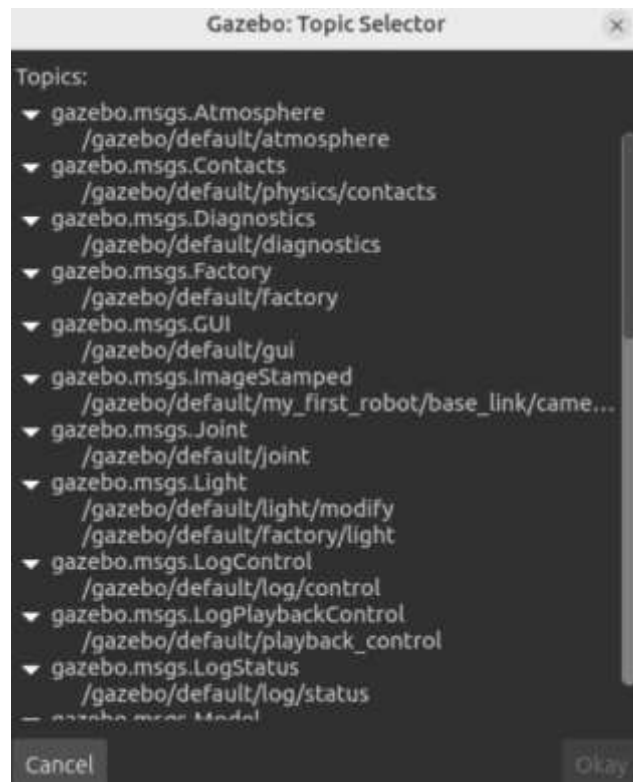 Gazebo: Topic Selector
Topics:
gazebo.msgs.Atmosphere
/gazebo/default/atmosphere
gazebo.msgs.Contacts
/gazebo/default/physics/contacts
gazebo.msgs.Diagnostics
/gazebo/default/diagnostics
gazebo.msgs.Factory
/gazebo/default/factory
gazebo.msgs.GUI
/gazebo/default/gui
gazebo.msgs.ImageStamped
/gazebo/default/my_first_robot/base_link/came...
gazebo.msgs.Joint
/gazebo/default/joint
gazebo.msgs.Light
/gazebo/default/light/modify
/gazebo/default/factory/light
gazebo.msgs.LogControl
/gazebo/default/log/control
gazebo.msgs.LogPlaybackControl
/gazebo/default/playback_control
gazebo.msgs.LogStatus
/gazebo/default/log/status
gazebo.msgs.Model
Cancel
Okay